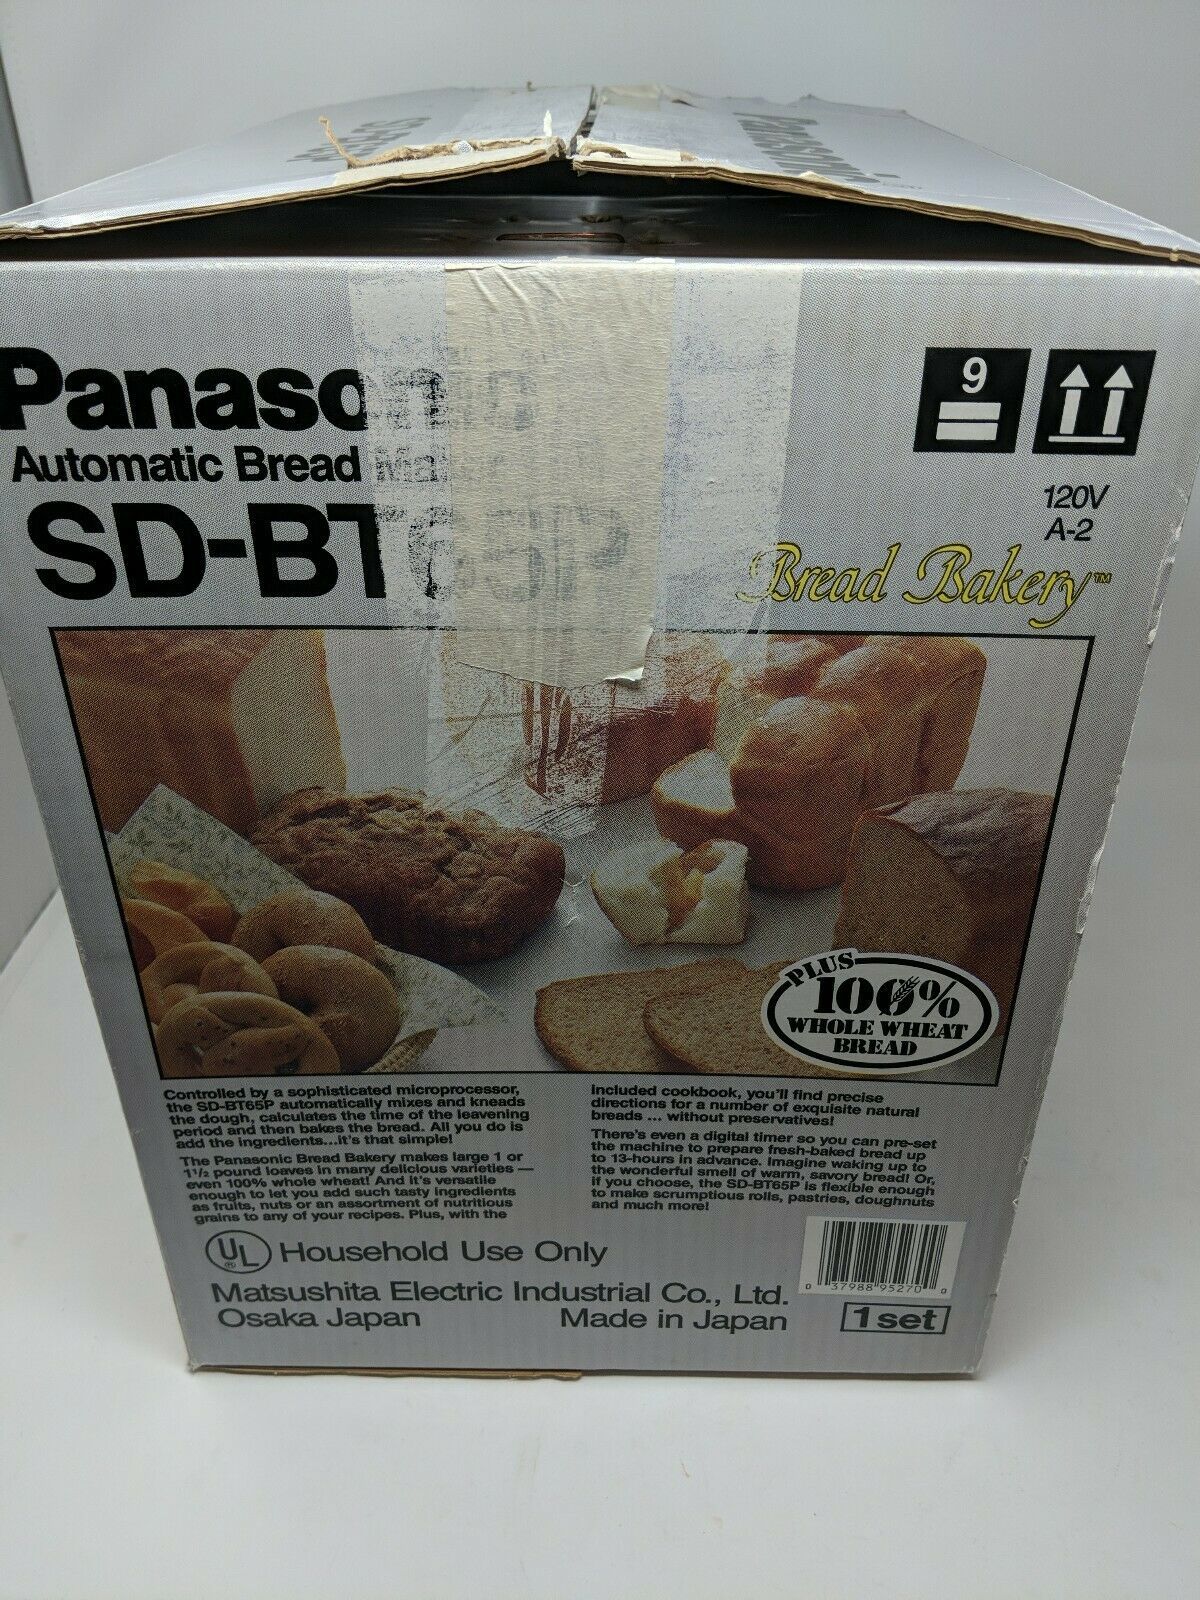 Panasonic
Panasonic
Automatic Bread
SD-BT65P
9
120V
A-2
Bread Bakery™
PLUS
100%
WHOLE WHEAT
BREAD
Controlled by a sophisticated microprocessor,
the SD-BT65P automatically mixes and kneads
the dough, calculates the time of the leavening
period and then bakes the bread. All you do is
add the ingredients...it's that simple!
The Panasonic Bread Bakery makes large 1 or
1½ pound loaves in many delicious varieties —
even 100% whole wheat! And it's versatile
enough to let you add such tasty ingredients
as fruits, nuts or an assortment of nutritious
grains to any of your recipes. Plus, with the
included cookbook, you'll find precise
directions for a number of exquisite natural
breads ... without preservatives!
There's even a digital timer so you can pre-set
the machine to prepare fresh-baked bread up
to 13-hours in advance. Imagine waking up to
the wonderful smell of warm, savory bread! Or,
if you choose, the SD-BT65P is flexible enough
to make scrumptious rolls, pastries, doughnuts
and much more!
UL® Household Use Only
Matsushita Electric Industrial Co., Ltd.
Osaka Japan Made in Japan
0 37988 95270 0
1 set